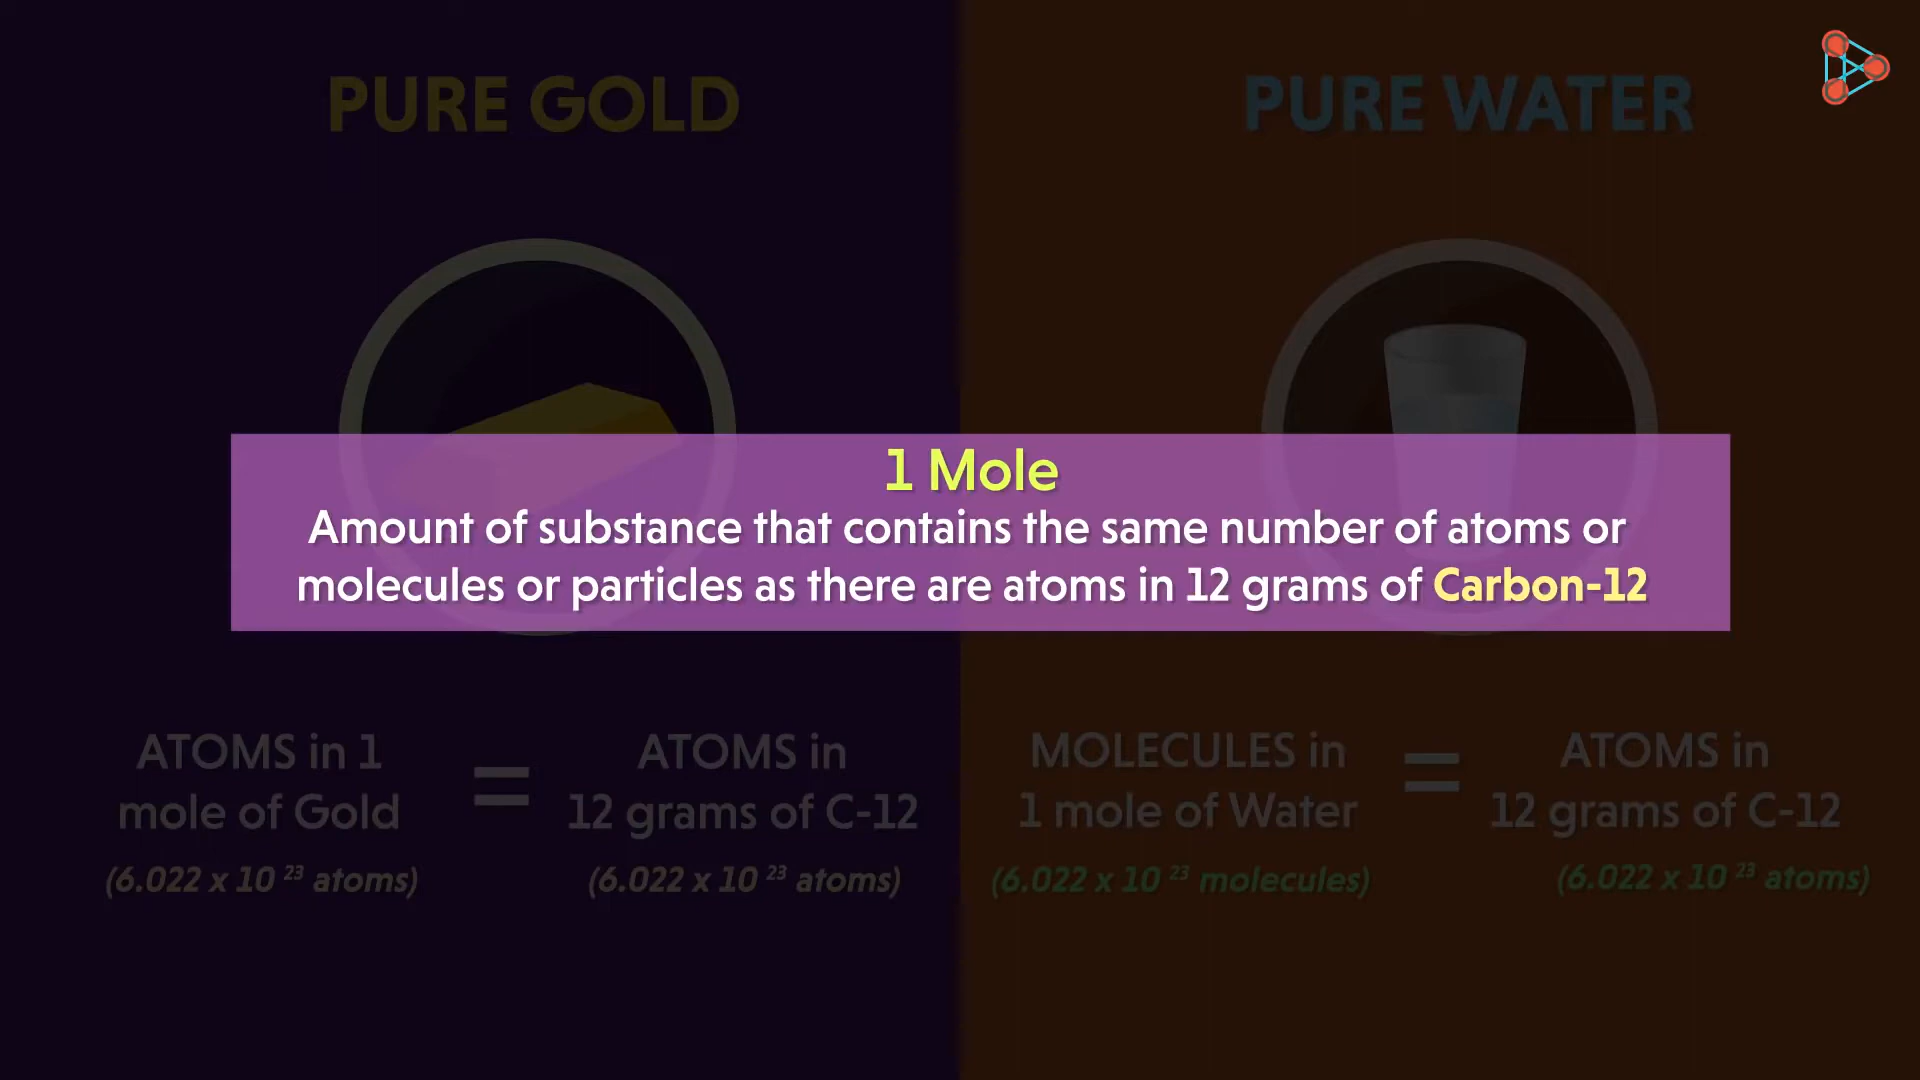 PURE GOLD
PURE WATER
1 Mole
Amount of substance that contains the same number of atoms or
molecules or particles as there are atoms in 12 grams of Carbon-12
ATOMS in 1
mole of Gold
=
ATOMS in
12 grams of C-12
(6.022 x 10 ²³ atoms)
(6.022 x 10 ²³ atoms)
MOLECULES in
1 mole of Water
=
ATOMS in
12 grams of C-12
(6.022 x 10 ²³ molecules)
(6.022 x 10 ²³ atoms)